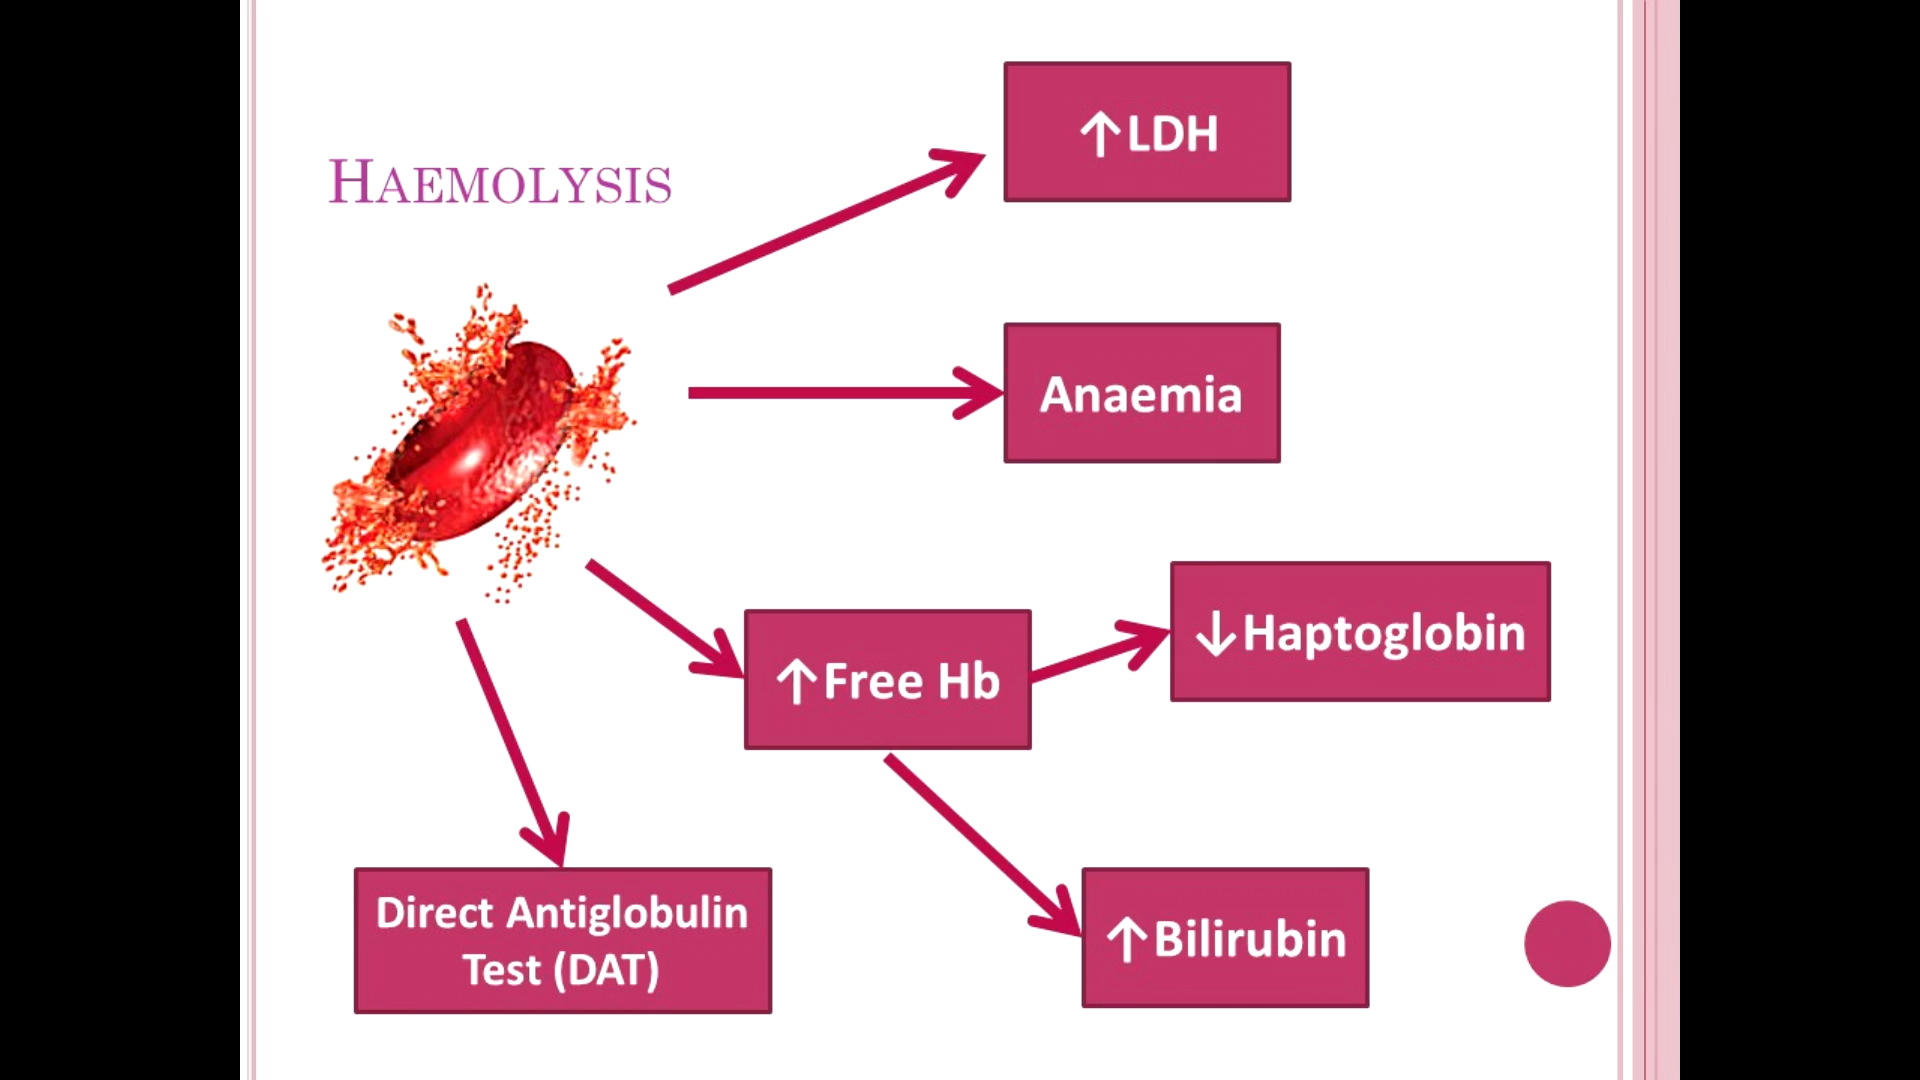 HAEMOLYSIS
↑LDH
Anaemia
↓Haptoglobin
↑Free Hb
Direct Antiglobulin
Test (DAT)
↑Bilirubin